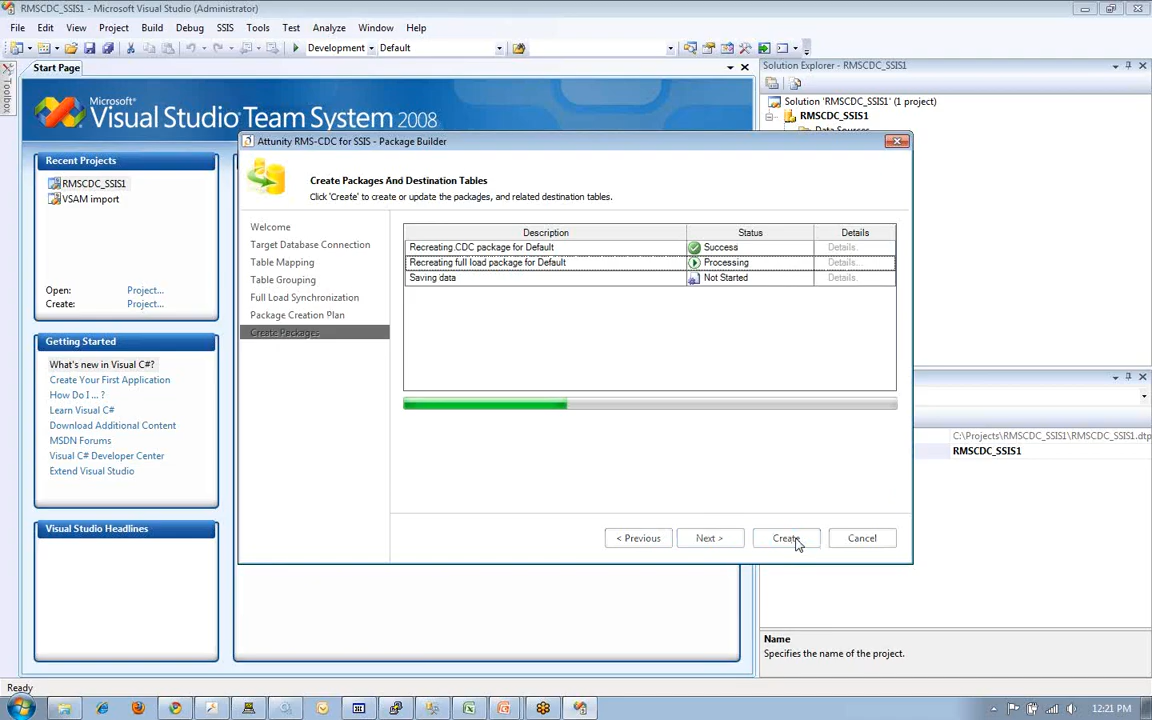 RMSCDC_SSIS1 - Microsoft Visual Studio (Administrator)
File Edit View Project Build Debug SSIS Tools Test Analyze Window Help
Development Default
Start Page
Toolbox
Microsoft®
Visual Studio Team System 2008
Recent Projects
RMSCDC_SSIS1
VSAM import
Open: Project...
Create: Project...
Getting Started
What's new in Visual C#?
Create Your First Application
How Do I ... ?
Learn Visual C#
Download Additional Content
MSDN Forums
Visual C# Developer Center
Extend Visual Studio
Visual Studio Headlines
Attunity RMS-CDC for SSIS - Package Builder
Create Packages And Destination Tables
Click 'Create' to create or update the packages, and related destination tables.
Welcome
Target Database Connection
Table Mapping
Table Grouping
Full Load Synchronization
Package Creation Plan
Create Packages
Description Status Details
Recreating CDC package for Default Success Details...
Recreating full load package for Default Processing Details...
Saving data Not Started Details...
< Previous Next > Create Cancel
Solution Explorer - RMSCDC_SSIS1
Solution 'RMSCDC_SSIS1' (1 project)
RMSCDC_SSIS1
Data Sources
C:\Projects\RMSCDC_SSIS1\RMSCDC_SSIS1.dtp
RMSCDC_SSIS1
Name
Specifies the name of the project.
Ready
12:21 PM